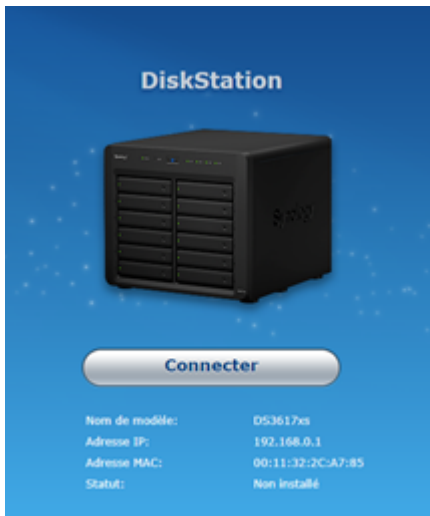 DiskStation
Synology
Connecter
Nom de modèle: DS3617xs
Adresse IP: 192.168.0.1
Adresse MAC: 00:11:32:2C:A7:85
Statut: Non installé